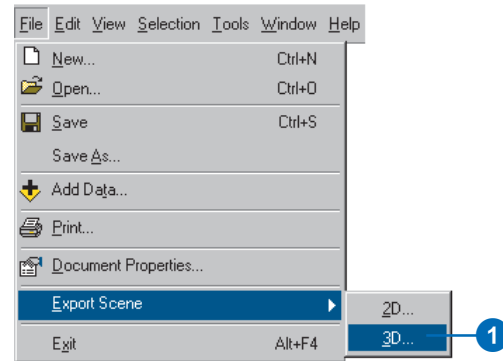 File Edit View Selection Tools Window Help
New... Ctrl+N
Open... Ctrl+O
Save Ctrl+S
Save As...
Add Data...
Print...
Document Properties...
Export Scene
2D...
3D... 1
Exit Alt+F4